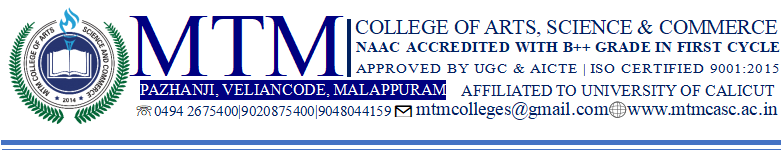 MTM COLLEGE OF ARTS SCIENCE AND COMMERCE
2014
MTM
COLLEGE OF ARTS, SCIENCE & COMMERCE
NAAC ACCREDITED WITH B++ GRADE IN FIRST CYCLE
APPROVED BY UGC & AICTE | ISO CERTIFIED 9001:2015
PAZHANJI, VELIANCODE, MALAPPURAM AFFILIATED TO UNIVERSITY OF CALICUT
☏0494 2675400|9020875400|9048044159 ✉ mtmcolleges@gmail.com🌐www.mtmcasc.ac.in